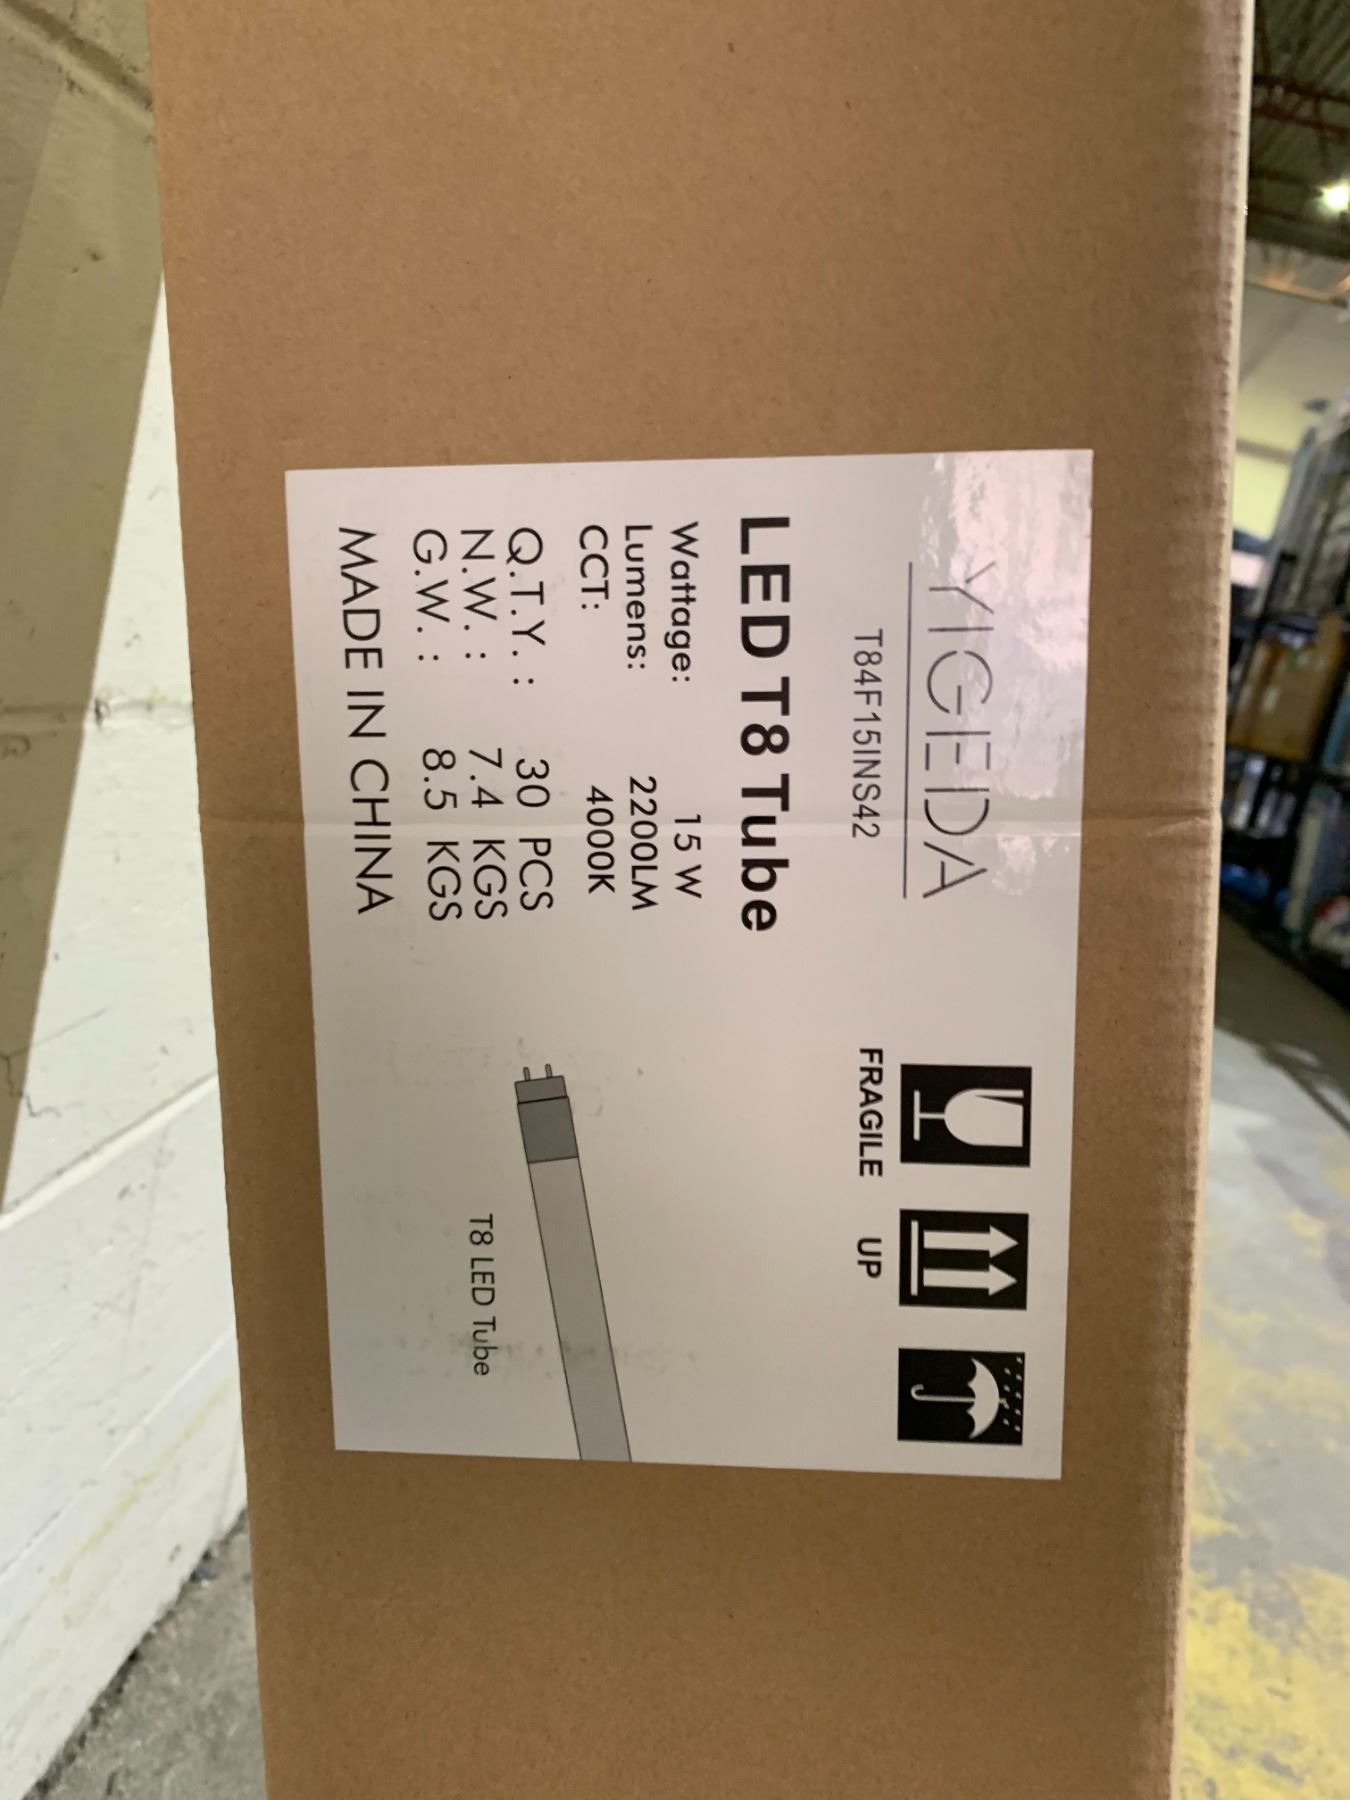 YIGEDA
T84F15INS42
LED T8 Tube
Wattage: 15 W
Lumens: 2200LM
CCT: 4000K
Q.T.Y. : 30 PCS
N.W. : 7.4 KGS
G.W. : 8.5 KGS
MADE IN CHINA
FRAGILE UP
T8 LED Tube